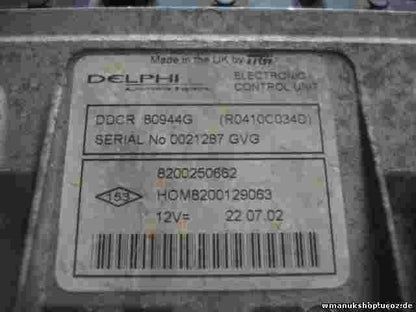 Made in the UK by TRW
DELPHI
ELECTRONIC
CONTROL UNIT
DDCR 80944G (R0410C034D)
SERIAL No 0021287 GVG
8200250662
153 HOM8200129063
12V= 22.07.02
wmanukshop.ucoz.de